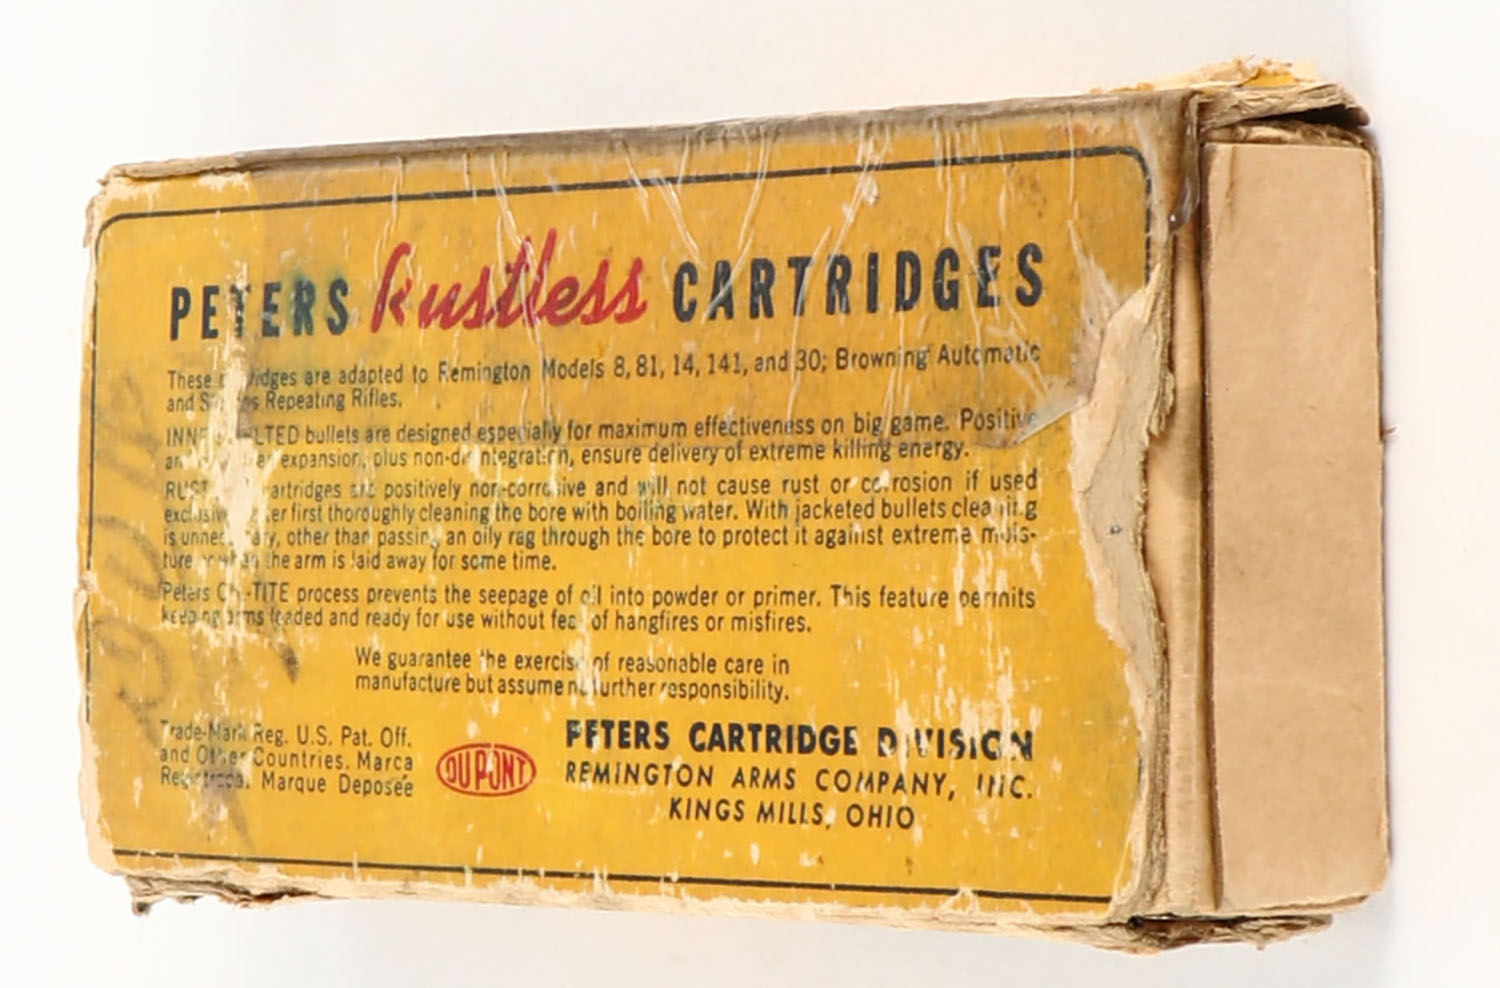 PETERS Rustless CARTRIDGES
These are adapted to Remington Models 8, 81, 14, 141, and 30; Browning Automatic
and Repeating Rifles.
bullets are designed especially for maximum effectiveness on big game. Positive
expansion, plus non-disintegration, ensure delivery of extreme killing energy.
cartridges are positively non-corrosive and will not cause rust or corrosion if used
after first thoroughly cleaning the bore with boiling water. With jacketed bullets cleaning
is unnecessary, other than passing an oily rag through the bore to protect it against extreme mois-
ture or when the arm is laid away for some time.
Peters process prevents the seepage of oil into powder or primer. This feature permits
keeping arms loaded and ready for use without fear of hangfires or misfires.
We guarantee the exercise of reasonable care in
manufacture but assume no further responsibility.
Trade-Mark Reg. U.S. Pat. Off.
and Other Countries. Marca
Registrada. Marque Deposée
DU PONT
PETERS CARTRIDGE DIVISION
REMINGTON ARMS COMPANY, INC.
KINGS MILLS, OHIO